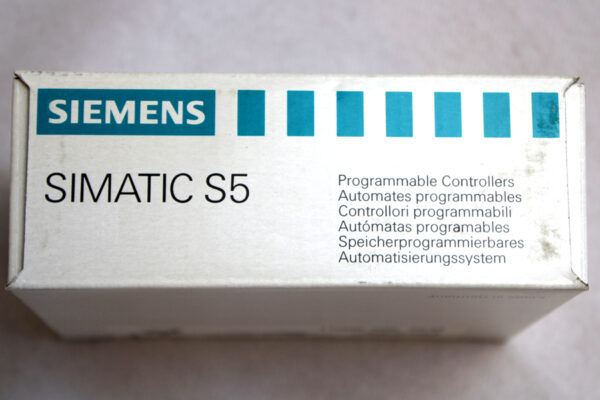 SIEMENS
SIMATIC S5
Programmable Controllers
Automates programmables
Controllori programmabili
Autómatas programables
Speicherprogrammierbares
Automatisierungssystem